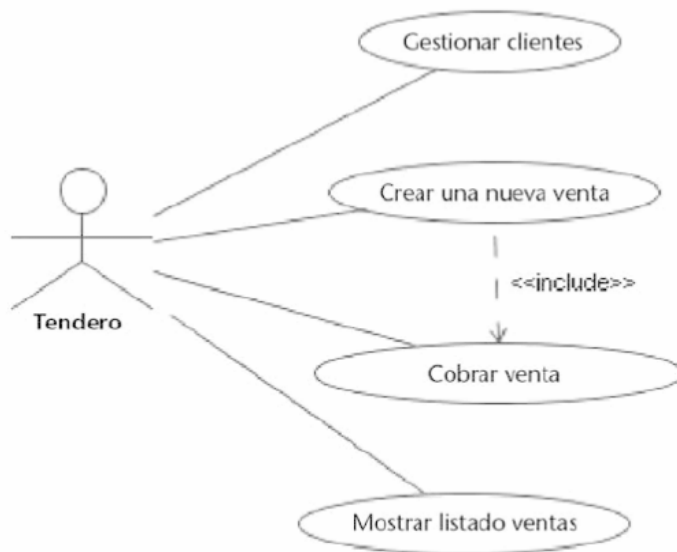 Gestionar clientes
Crear una nueva venta
<<include>>
Tendero
Cobrar venta
Mostrar listado ventas